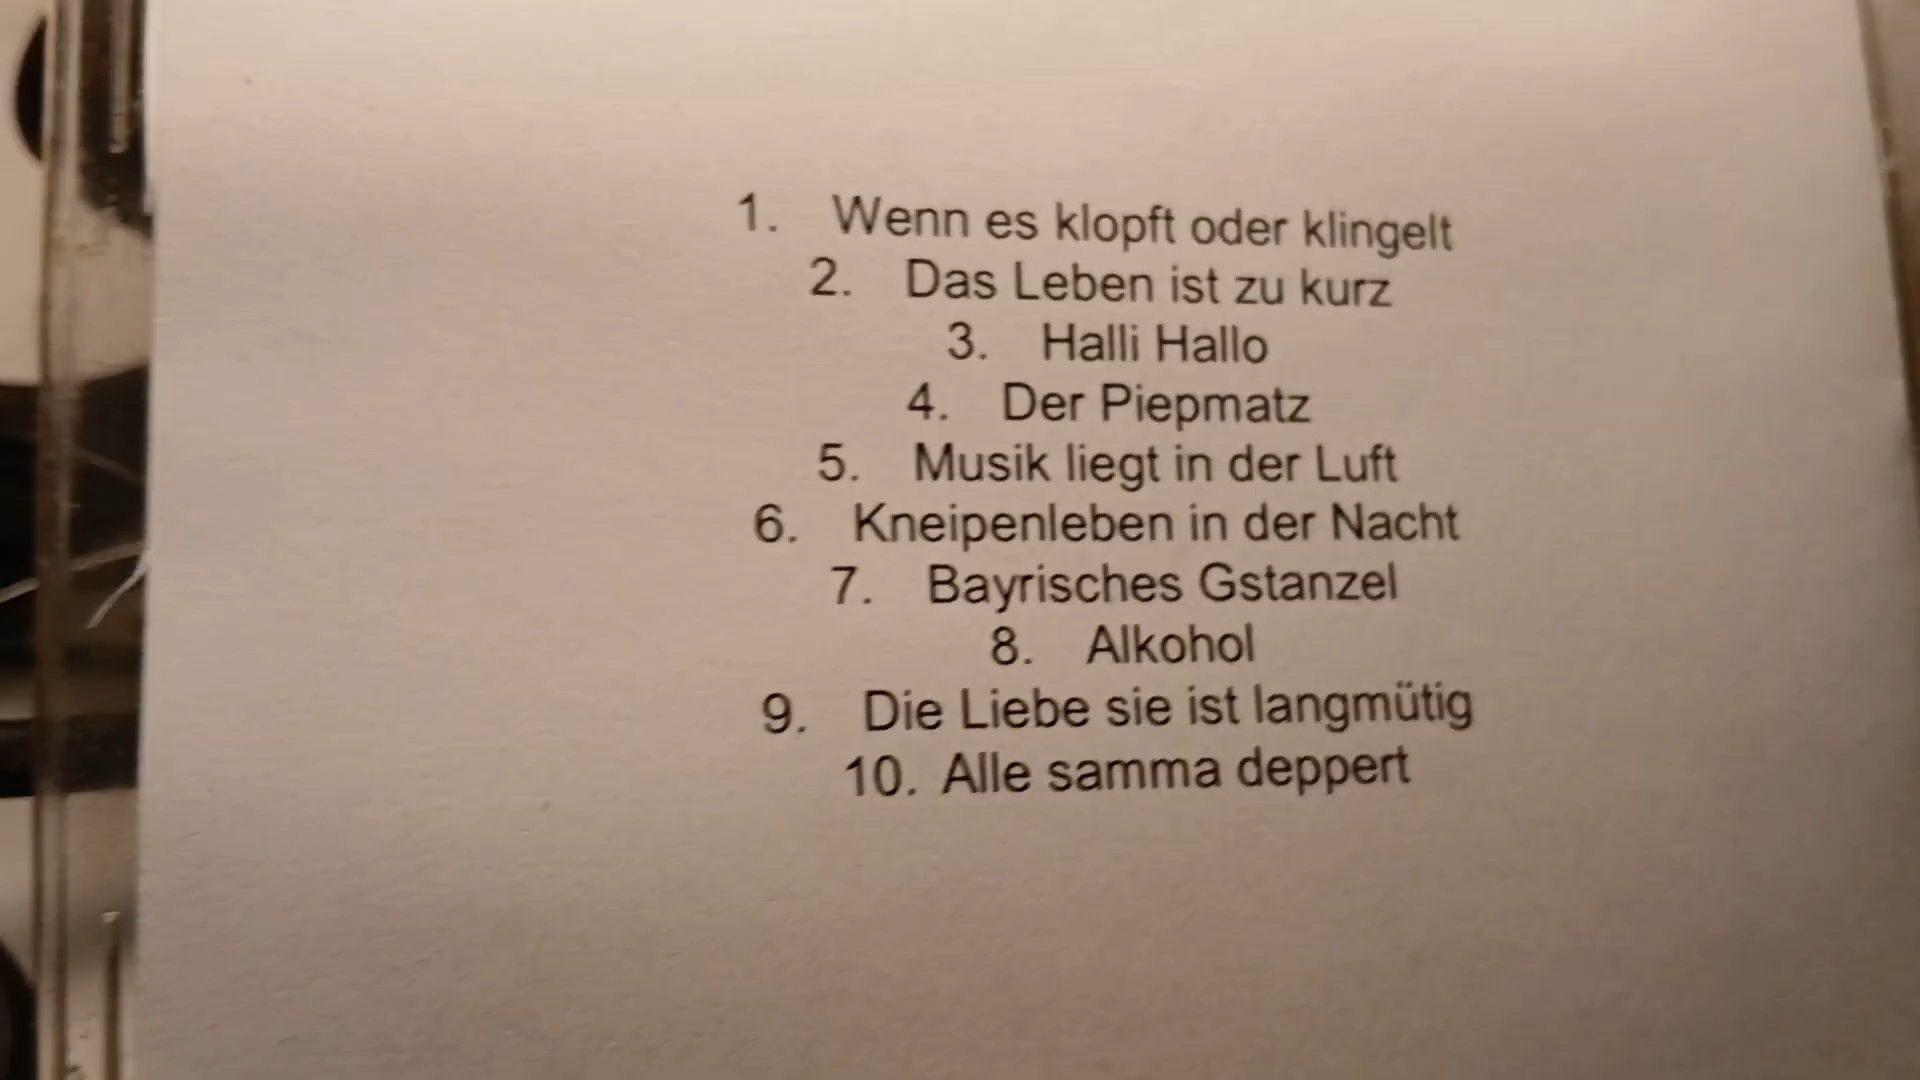 1. Wenn es klopft oder klingelt
2. Das Leben ist zu kurz
3. Halli Hallo
4. Der Piepmatz
5. Musik liegt in der Luft
6. Kneipenleben in der Nacht
7. Bayrisches Gstanzel
8. Alkohol
9. Die Liebe sie ist langmütig
10. Alle samma deppert